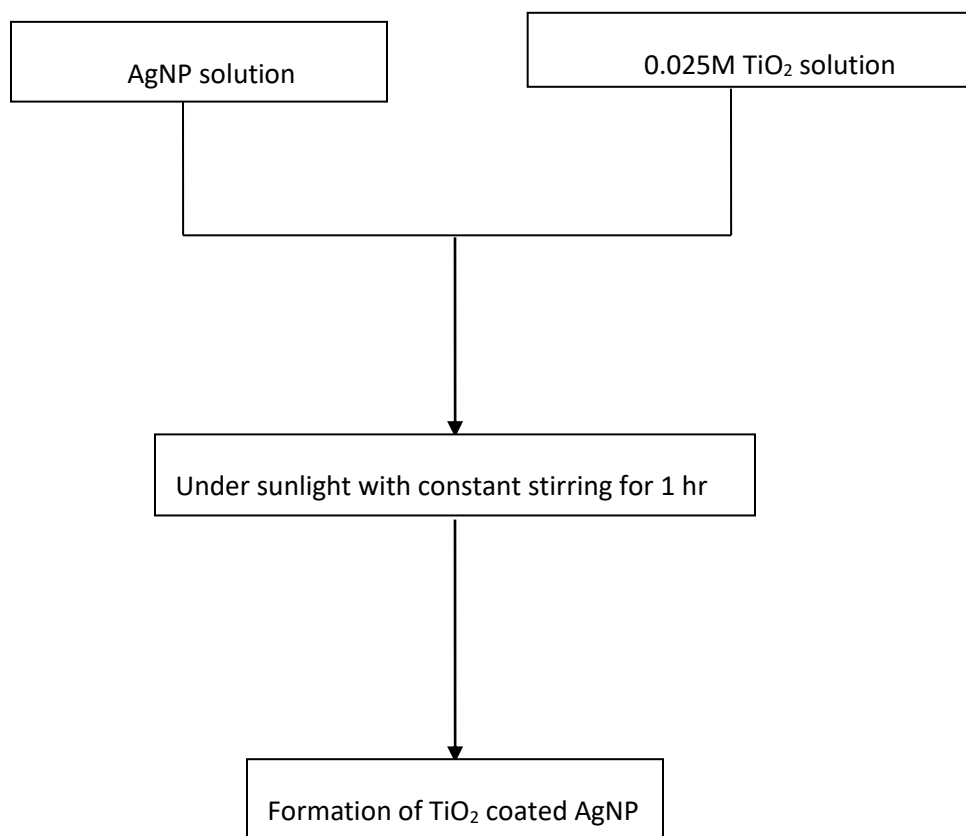 AgNP solution
0.025M TiO₂ solution
Under sunlight with constant stirring for 1 hr
Formation of TiO₂ coated AgNP